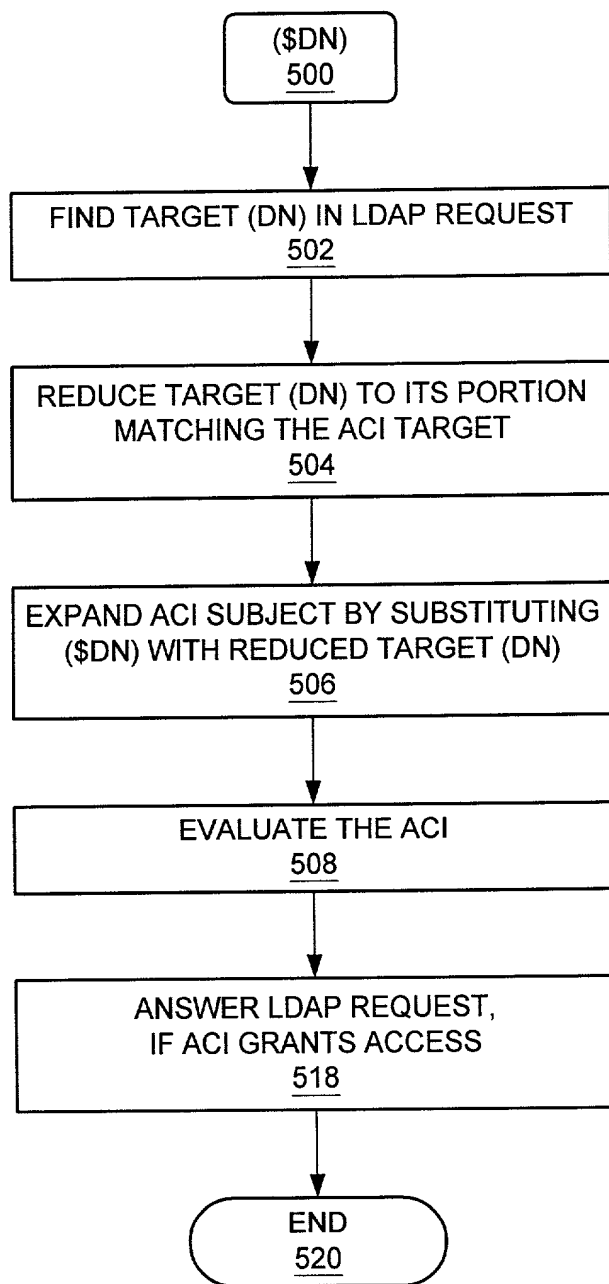 ($DN)
500
FIND TARGET (DN) IN LDAP REQUEST
502
REDUCE TARGET (DN) TO ITS PORTION
MATCHING THE ACI TARGET
504
EXPAND ACI SUBJECT BY SUBSTITUTING
($DN) WITH REDUCED TARGET (DN)
506
EVALUATE THE ACI
508
ANSWER LDAP REQUEST,
IF ACI GRANTS ACCESS
518
END
520